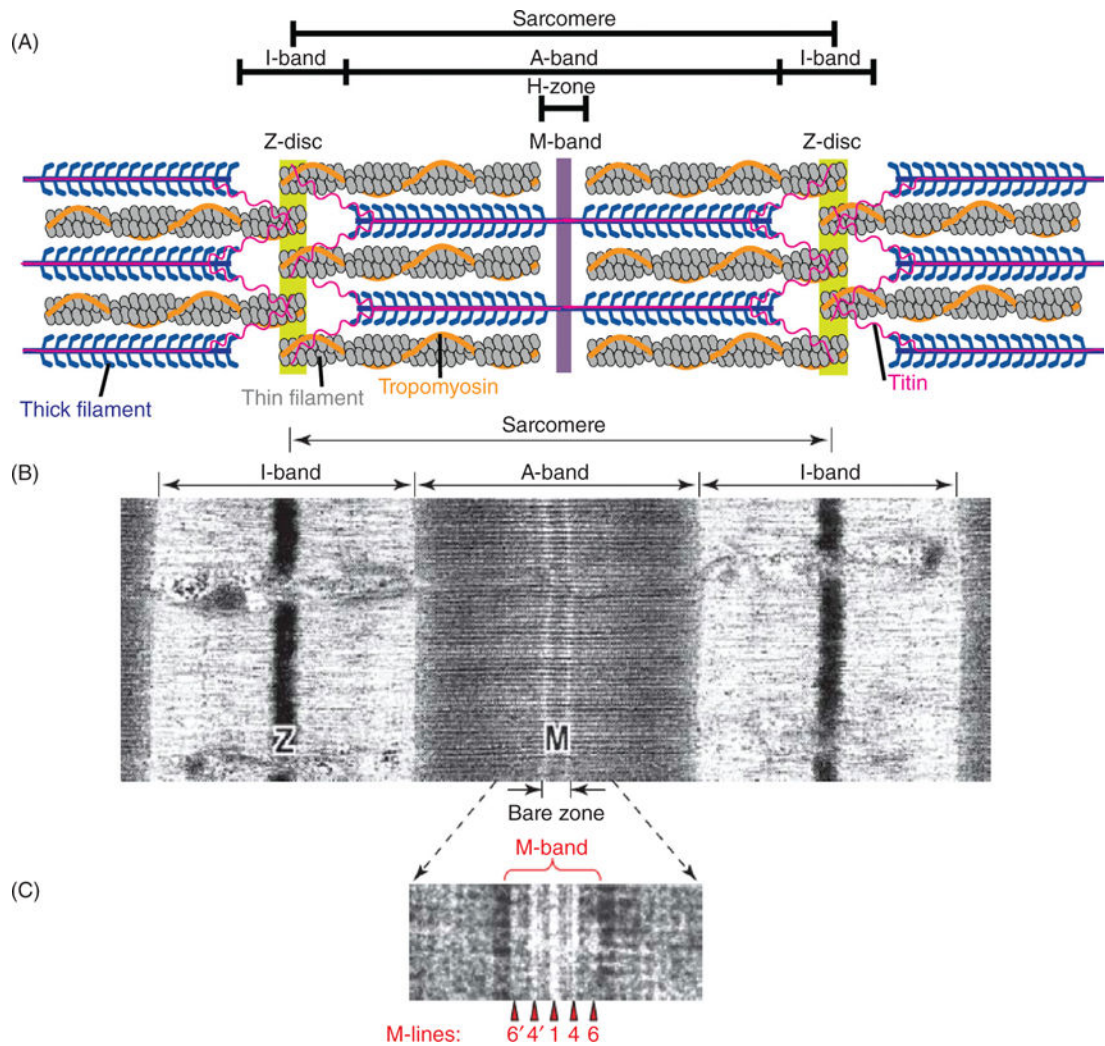 (A)
Sarcomere
I-band A-band I-band
H-zone
Z-disc M-band Z-disc
Thick filament Thin filament Tropomyosin Titin
Sarcomere
(B)
I-band A-band I-band
Z M
Bare zone
M-band
(C)
M-lines: 6′ 4′ 1 4 6